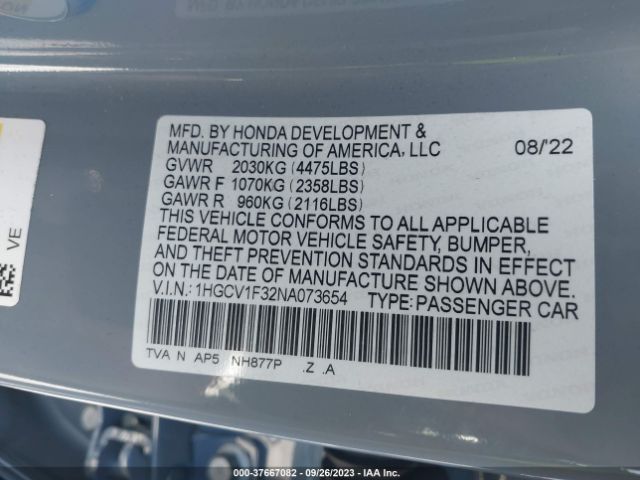 MFD. BY HONDA DEVELOPMENT &
MANUFACTURING OF AMERICA, LLC 08/'22
GVWR 2030KG (4475LBS)
GAWR F 1070KG (2358LBS)
GAWR R 960KG (2116LBS)
THIS VEHICLE CONFORMS TO ALL APPLICABLE
FEDERAL MOTOR VEHICLE SAFETY, BUMPER,
AND THEFT PREVENTION STANDARDS IN EFFECT
ON THE DATE OF MANUFACTURE SHOWN ABOVE.
V.I.N.: 1HGCV1F32NA073654 TYPE: PASSENGER CAR
TVA N AP5 NH877P .Z .A
VE
000-37667082 - 09/26/2023 - IAA Inc.